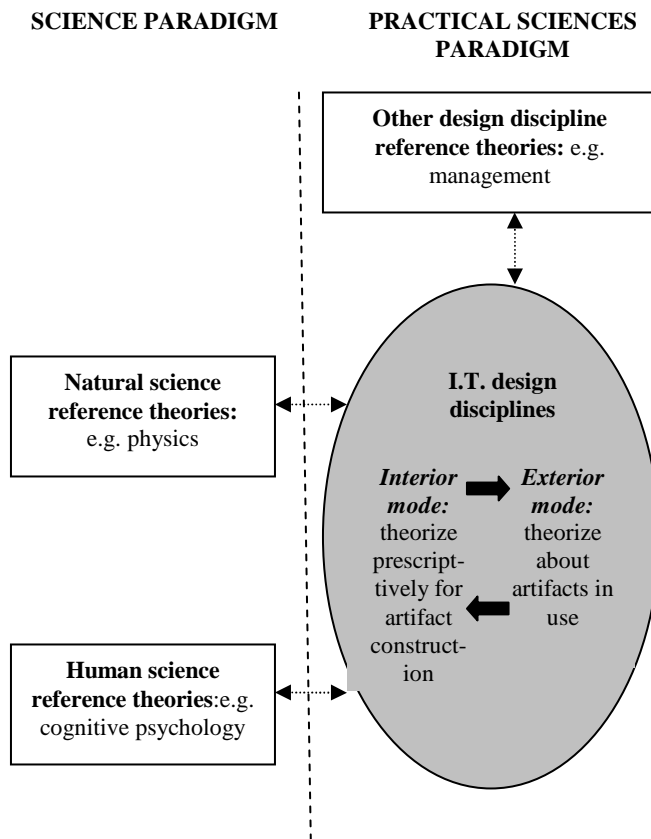 SCIENCE PARADIGM
PRACTICAL SCIENCES
PARADIGM
Other design discipline
reference theories: e.g.
management
Natural science
reference theories:
e.g. physics
I.T. design
disciplines
Interior
mode:
theorize
prescript-
tively for
artifact
construct-
ion
Exterior
mode:
theorize
about
artifacts in
use
Human science
reference theories:e.g.
cognitive psychology